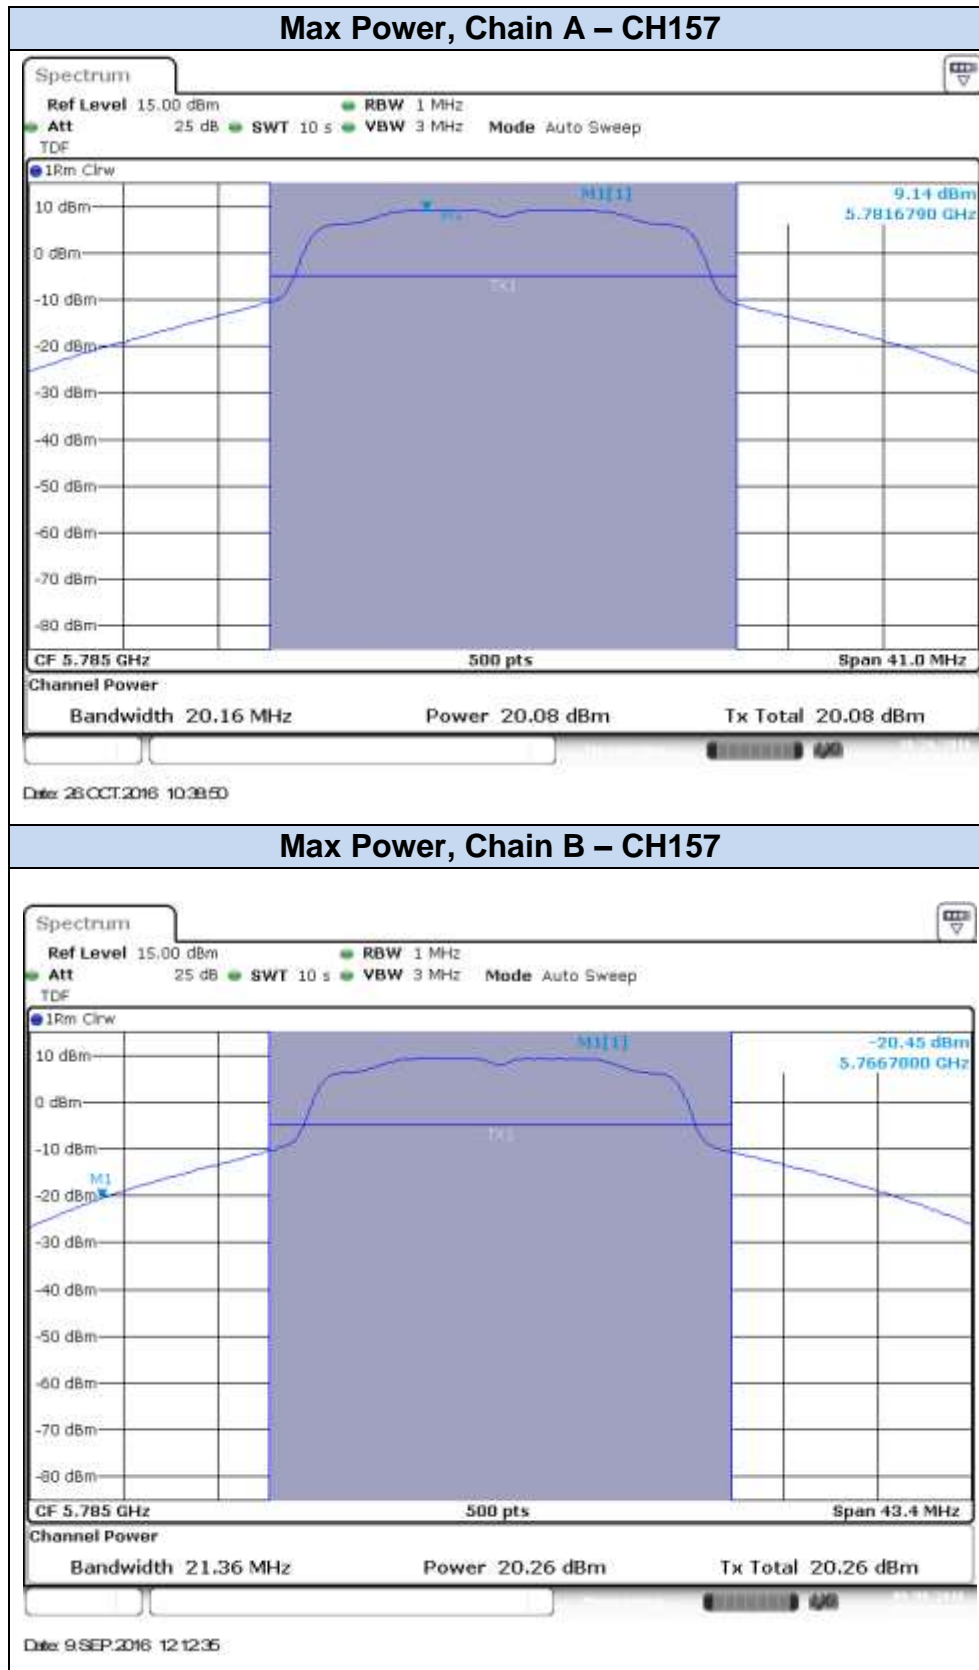 Max Power, Chain A – CH157
Spectrum
Ref Level 15.00 dBm RBW 1 MHz
Att 25 dB SWT 10 s VBW 3 MHz Mode Auto Sweep
TDF
1Rm Clrw
M1[1] 9.14 dBm
5.7816790 GHz
10 dBm
M1
0 dBm
TX1
-10 dBm
-20 dBm
-30 dBm
-40 dBm
-50 dBm
-60 dBm
-70 dBm
-80 dBm
CF 5.785 GHz 500 pts Span 41.0 MHz
Channel Power
Bandwidth 20.16 MHz Power 20.08 dBm Tx Total 20.08 dBm
Date: 26.OCT.2016 10:38:50
Max Power, Chain B – CH157
Spectrum
Ref Level 15.00 dBm RBW 1 MHz
Att 25 dB SWT 10 s VBW 3 MHz Mode Auto Sweep
TDF
1Rm Clrw
M1[1] -20.45 dBm
5.7667000 GHz
10 dBm
0 dBm
TX1
-10 dBm
M1
-20 dBm
-30 dBm
-40 dBm
-50 dBm
-60 dBm
-70 dBm
-80 dBm
CF 5.785 GHz 500 pts Span 43.4 MHz
Channel Power
Bandwidth 21.36 MHz Power 20.26 dBm Tx Total 20.26 dBm
Date: 9.SEP.2016 12:12:35